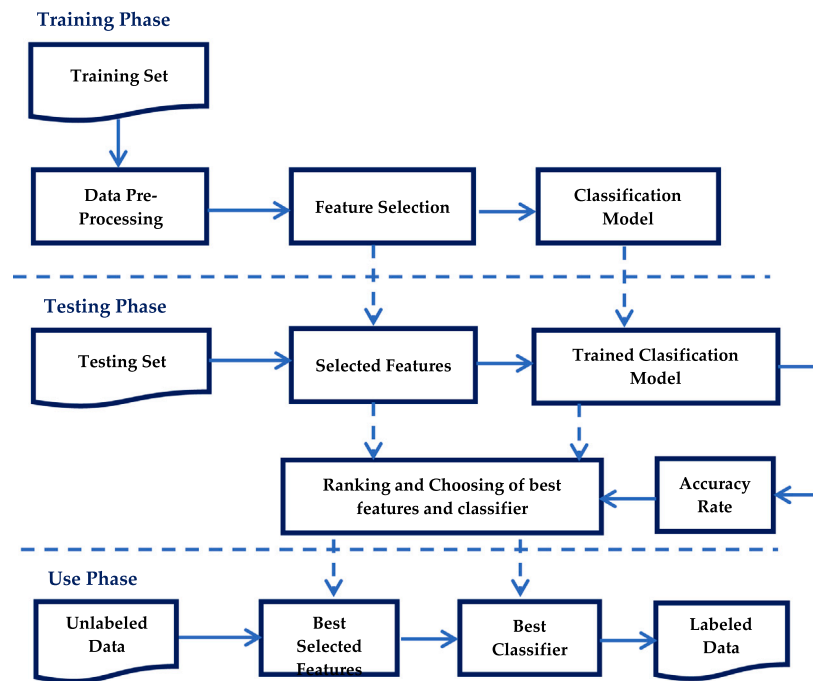 Training Phase
Training Set
Data Pre-
Processing
Feature Selection
Classification
Model
Testing Phase
Testing Set
Selected Features
Trained Clasification
Model
Ranking and Choosing of best
features and classifier
Accuracy
Rate
Use Phase
Unlabeled
Data
Best
Selected
Features
Best
Classifier
Labeled
Data